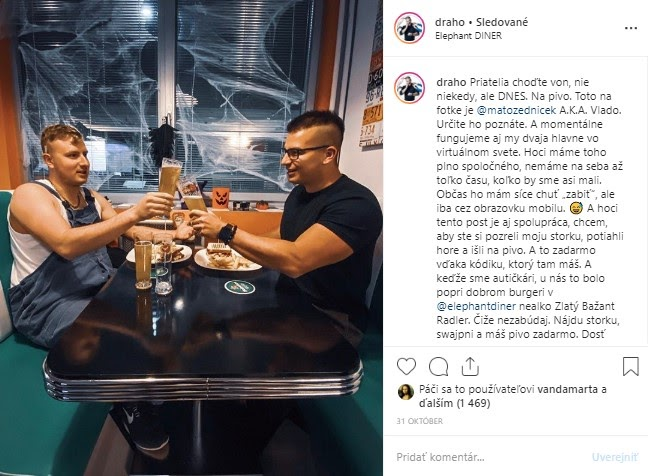 draho • Sledované
Elephant DINER
draho Priatelia choďte von, nie
niekedy, ale DNES. Na pivo. Toto na
fotke je @matozednicek A.K.A. Vlado.
Určite ho poznáte. A momentálne
fungujeme aj my dvaja hlavne vo
virtuálnom svete. Hoci máme toho
plno spoločného, nemáme na seba až
toľko času, koľko by sme asi mali.
Občas ho mám síce chuť „zabiť“, ale
iba cez obrazovku mobilu. 😅 A hoci
tento post je aj spolupráca, chcem,
aby ste si pozreli moju storku, potiahli
hore a išli na pivo. A to zadarmo
vďaka kódiku, ktorý tam máš. A
keďže sme autičkári, u nás to bolo
popri dobrom burgeri v
@elephantdiner nealko Zlatý Bažant
Radler. Čiže nezabúdaj. Nájdu storku,
swajpni a máš pivo zadarmo. Dosť
Páči sa to používateľovi vandamarta a
ďalším (1 469)
31 OKTÓBER
Pridať komentár...
Uverejniť